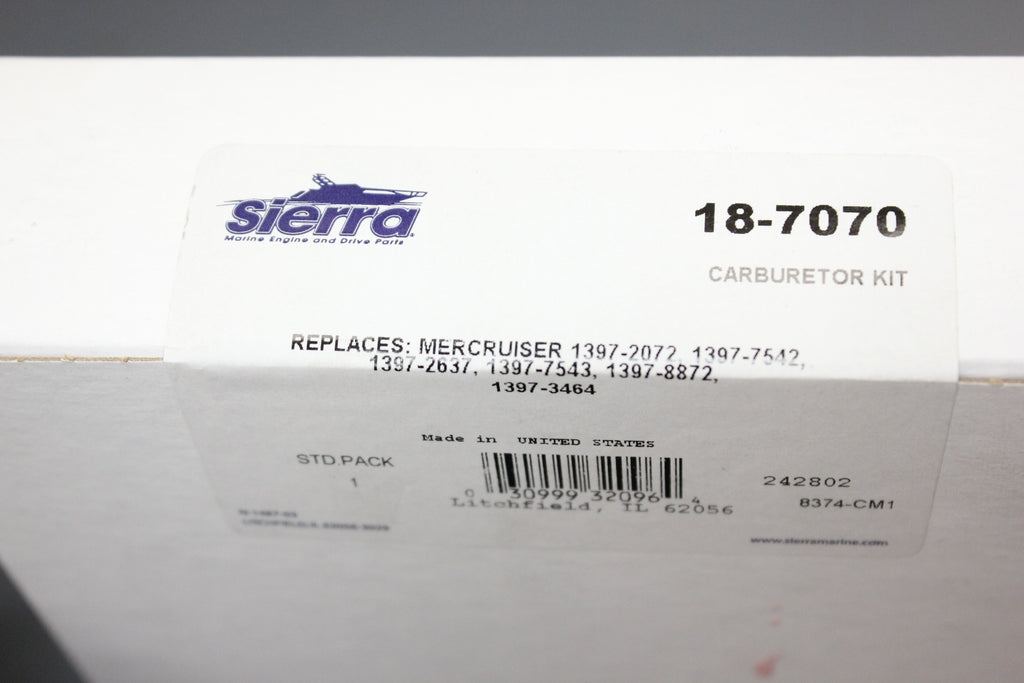 Sierra
Marine Engine and Drive Parts
18-7070
CARBURETOR KIT
REPLACES: MERCRUISER 1397-2072, 1397-7542,
1397-2637, 1397-7543, 1397-8872,
1397-3464
Made in UNITED STATES
STD.PACK
1
0 30999 32096 4
Litchfield, IL 62056
242802
8374-CM1
www.sierramarine.com